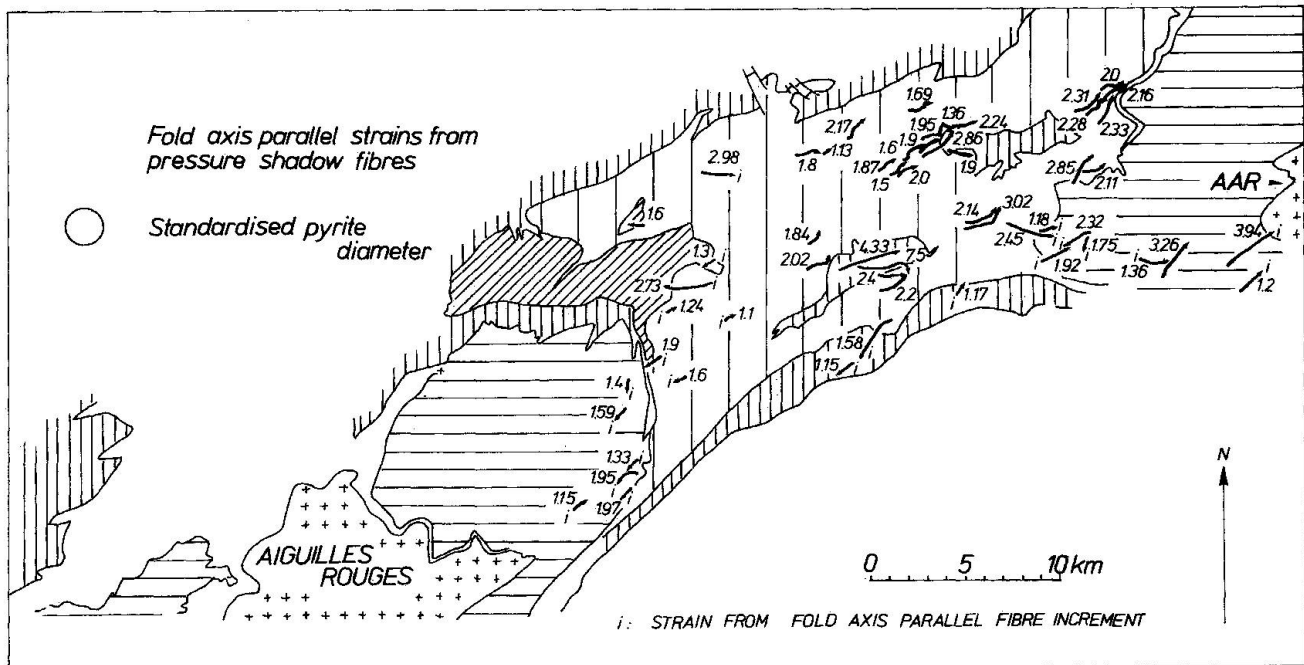 Fold axis parallel strains from
pressure shadow fibres
Standardised pyrite
diameter
2.0
2.31
2.16
1.69
2.28
2.33
1.36
2.17
1.95
2.24
1.9
2.86
1.8
1.13
1.6
1.87
1.9
1.5
2.0
2.98
i
2.85
2.11
AAR
1.6
3.02
2.14
1.18
i
2.32
1.84
2.45
1.75
3.94
i
1.3
i
4.33
7.5
3.26
2.02
1.92
1.36
2.4
2.73
i
2.2
i 1.17
1.2
i 1.24
i 1.1
1.58
i
1.9
i
1.15
i
1.6
i
1.4
i
1.59
i
1.33
i
1.95
i
1.15
i
1.97
i
AIGUILLES
ROUGES
N
0 5 10 km
i: STRAIN FROM FOLD AXIS PARALLEL FIBRE INCREMENT